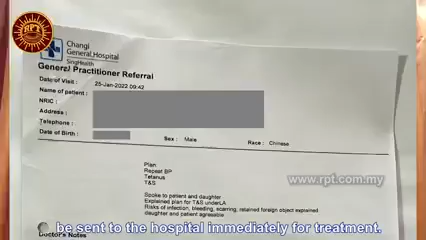 RPT
Changi
General Hospital
SingHealth
General Practitioner Referral
Date of Visit : 25-Jan-2022 09:42
Name of patient :
NRIC :
Address :
Telephone :
Date of Birth : Sex : Male Race : Chinese
Plan
Repeat BP
Tetanus
T&S
www.rpt.com.my
Spoke to patient and daughter
Explained plan for T&S underLA
Risks of infection, bleeding, scarring, retained foreign object explained
daughter and patient agreeable
be sent to the hospital immediately for treatment.
Doctor's Notes